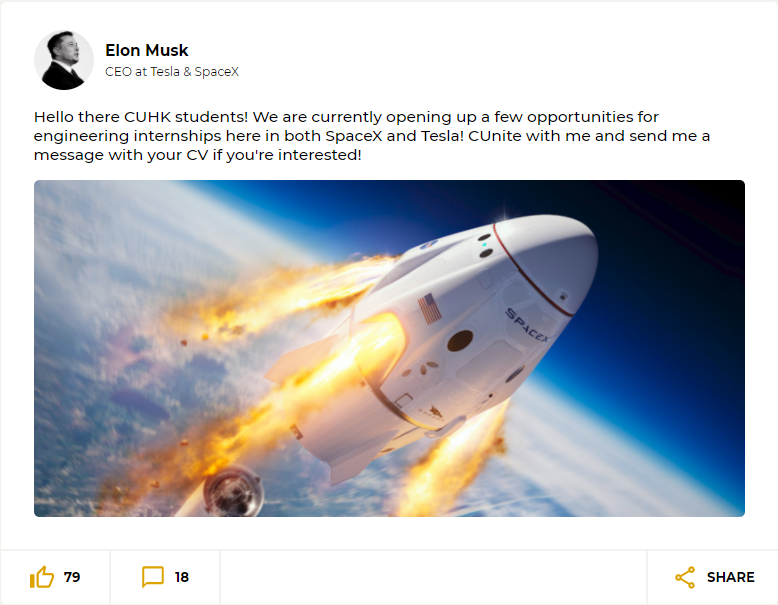 Elon Musk
CEO at Tesla & SpaceX
Hello there CUHK students! We are currently opening up a few opportunities for
engineering internships here in both SpaceX and Tesla! CUnite with me and send me a
message with your CV if you're interested!
SPACEX
79
18
SHARE